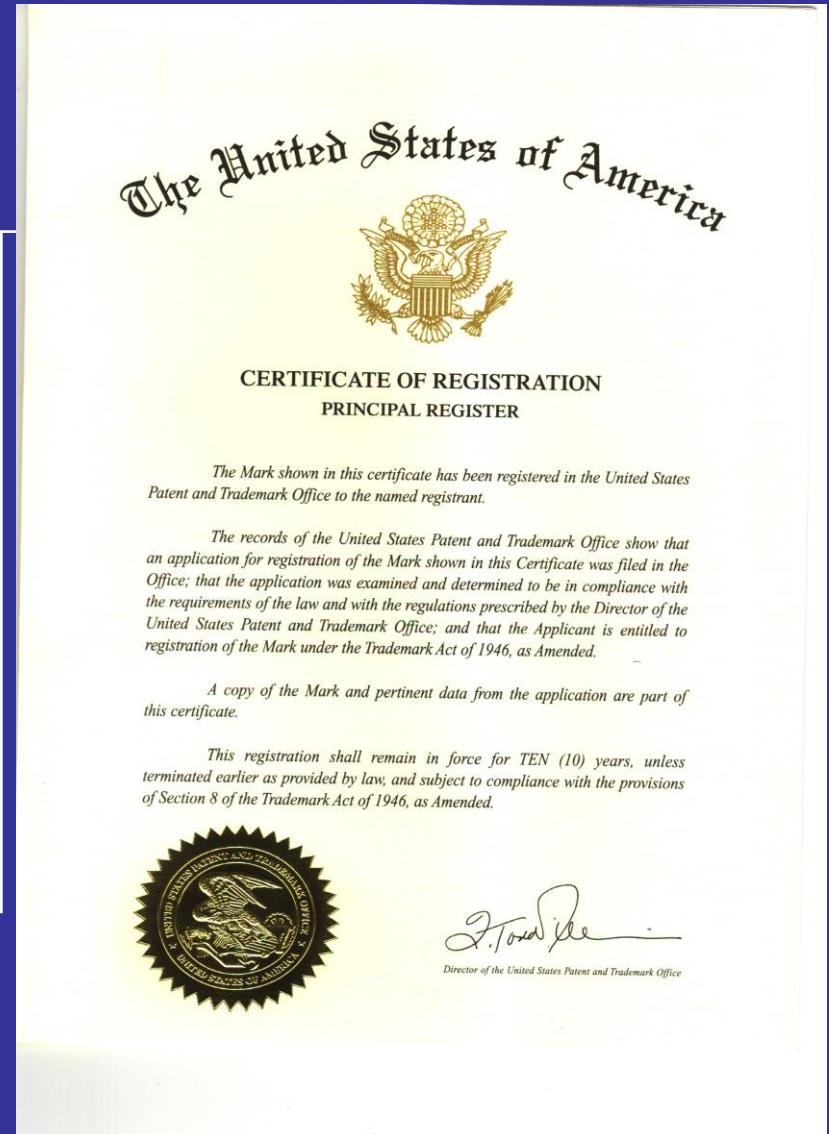 The United States of America
CERTIFICATE OF REGISTRATION
PRINCIPAL REGISTER
The Mark shown in this certificate has been registered in the United States
Patent and Trademark Office to the named registrant.
The records of the United States Patent and Trademark Office show that
an application for registration of the Mark shown in this Certificate was filed in the
Office; that the application was examined and determined to be in compliance with
the requirements of the law and with the regulations prescribed by the Director of the
United States Patent and Trademark Office; and that the Applicant is entitled to
registration of the Mark under the Trademark Act of 1946, as Amended.
A copy of the Mark and pertinent data from the application are part of
this certificate.
This registration shall remain in force for TEN (10) years, unless
terminated earlier as provided by law, and subject to compliance with the provisions
of Section 8 of the Trademark Act of 1946, as Amended.
UNITED STATES PATENT AND TRADEMARK OFFICE
UNITED STATES OF AMERICA
Director of the United States Patent and Trademark Office